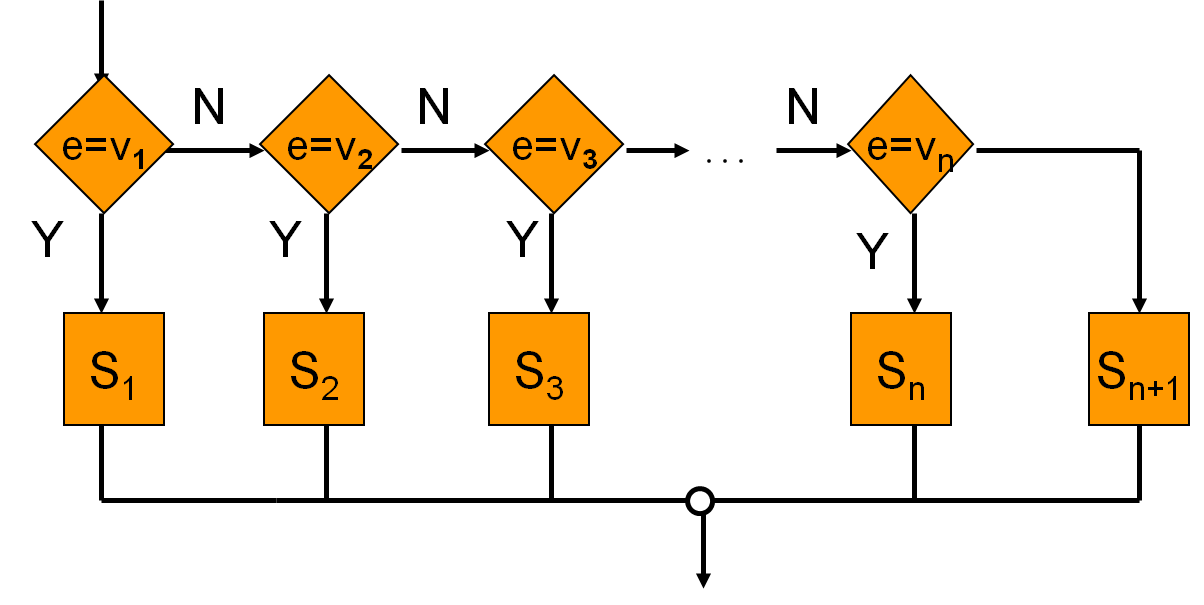 N N N
e=v₁ e=v₂ e=v₃ . . . e=vₙ
Y Y Y Y
S₁ S₂ S₃ Sₙ Sₙ₊₁